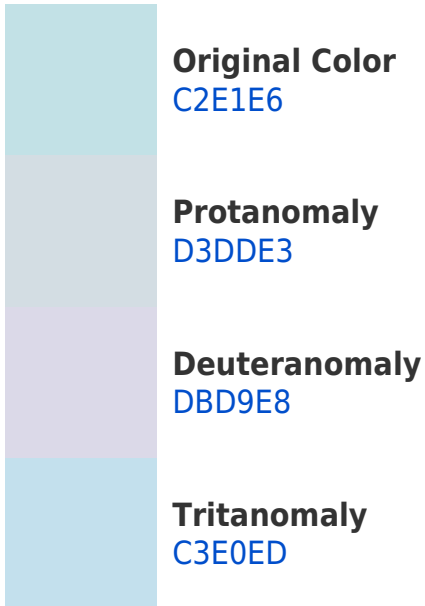 Original Color
C2E1E6
Protanomaly
D3DDE3
Deuteranomaly
DBD9E8
Tritanomaly
C3E0ED